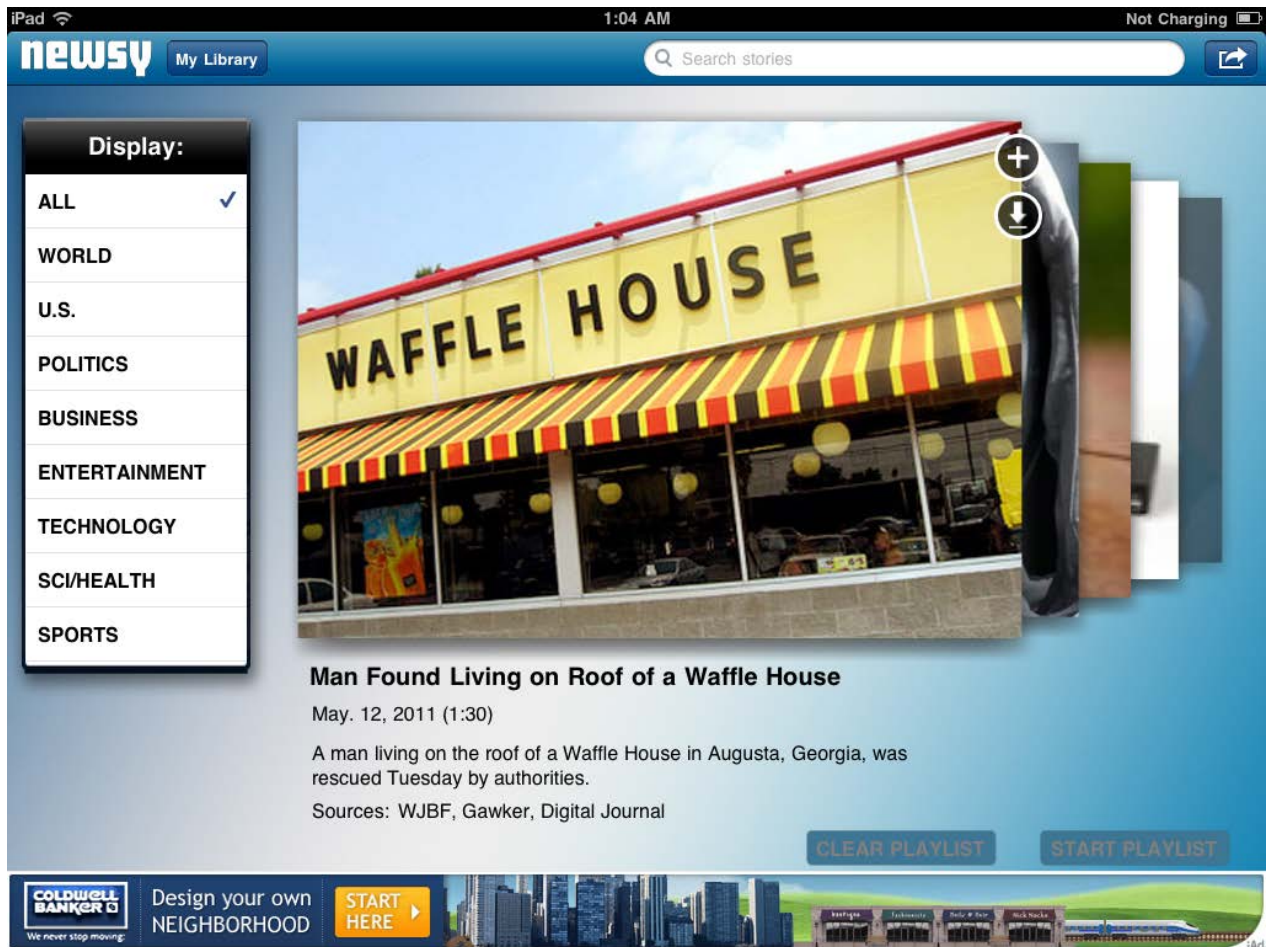 iPad 1:04 AM Not Charging
newsy My Library Search stories
Display:
ALL
WORLD
U.S.
POLITICS
BUSINESS
ENTERTAINMENT
TECHNOLOGY
SCI/HEALTH
SPORTS
WAFFLE HOUSE
Man Found Living on Roof of a Waffle House
May. 12, 2011 (1:30)
A man living on the roof of a Waffle House in Augusta, Georgia, was
rescued Tuesday by authorities.
Sources: WJBF, Gawker, Digital Journal
CLEAR PLAYLIST START PLAYLIST
COLDWELL
BANKER
We never stop moving.
Design your own
NEIGHBORHOOD
START
HERE
iAd